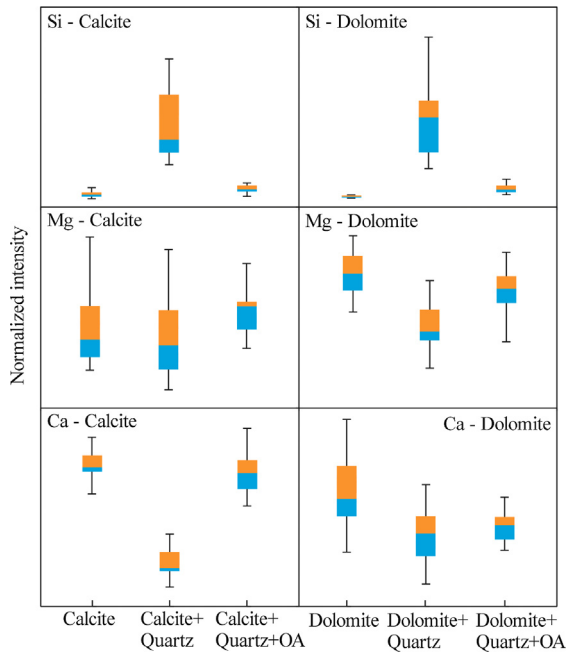 Si - Calcite
Si - Dolomite
Mg - Calcite
Mg - Dolomite
Normalized intensity
Ca - Calcite
Ca - Dolomite
Calcite
Calcite+
Quartz
Calcite+
Quartz+OA
Dolomite
Dolomite+
Quartz
Dolomite+
Quartz+OA